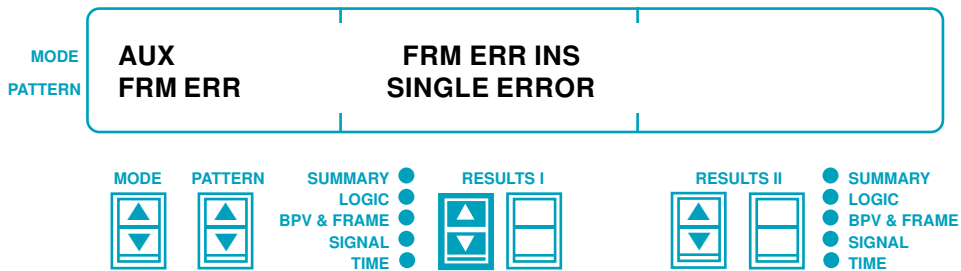 MODE AUX FRM ERR INS
PATTERN FRM ERR SINGLE ERROR
MODE PATTERN SUMMARY RESULTS I RESULTS II SUMMARY
LOGIC LOGIC
BPV & FRAME BPV & FRAME
SIGNAL SIGNAL
TIME TIME